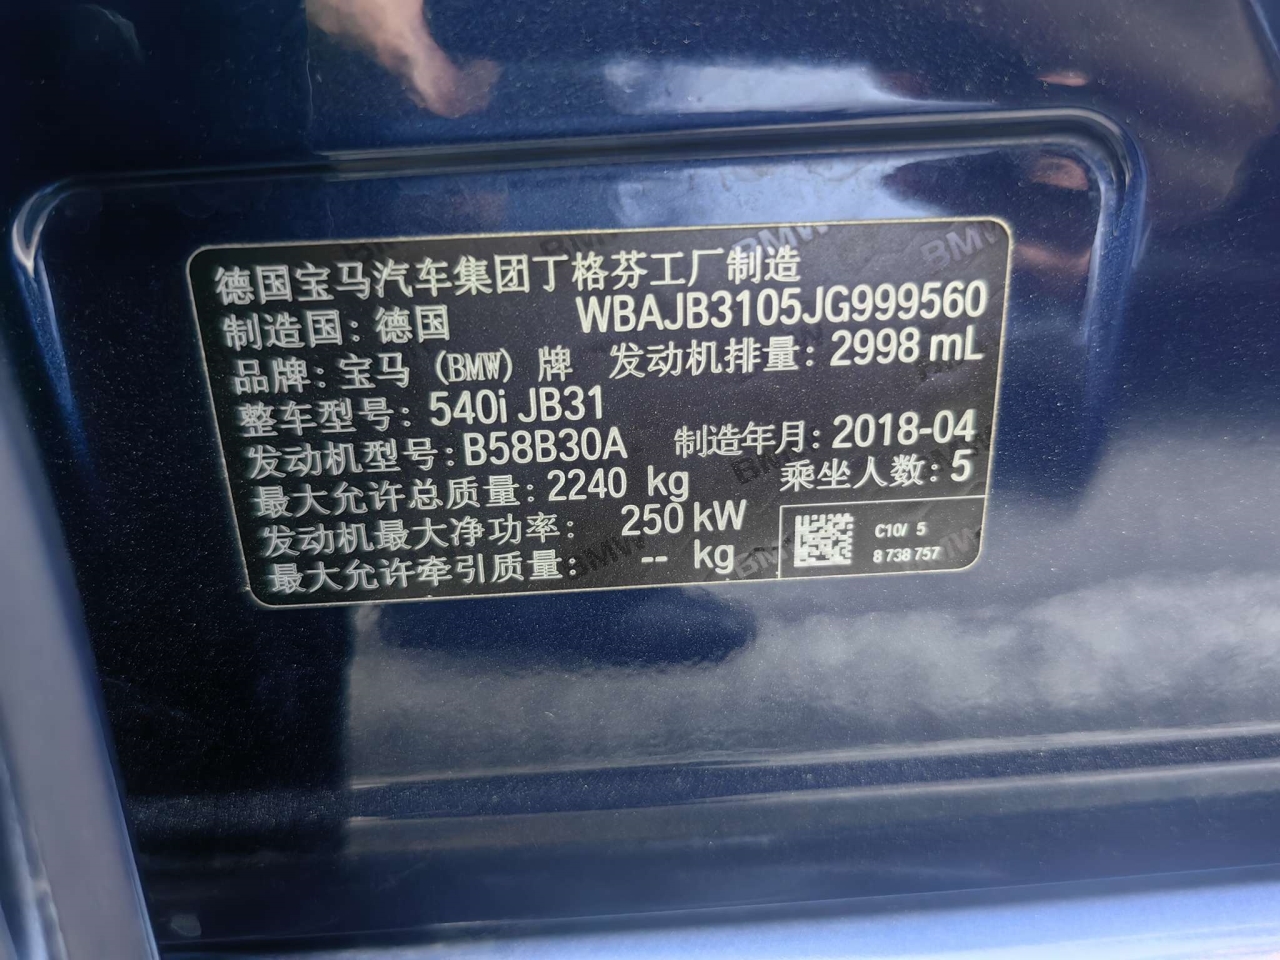 德国宝马汽车集团丁格芬工厂制造
制造国: 德国 WBAJB3105JG999560
品牌: 宝马 (BMW) 牌 发动机排量: 2998 mL
整车型号: 540i JB31
发动机型号: B58B30A 制造年月: 2018-04
最大允许总质量: 2240 kg 乘坐人数: 5
发动机最大净功率: 250 kW
最大允许牵引质量: -- kg
C10/ 5
8 738 757